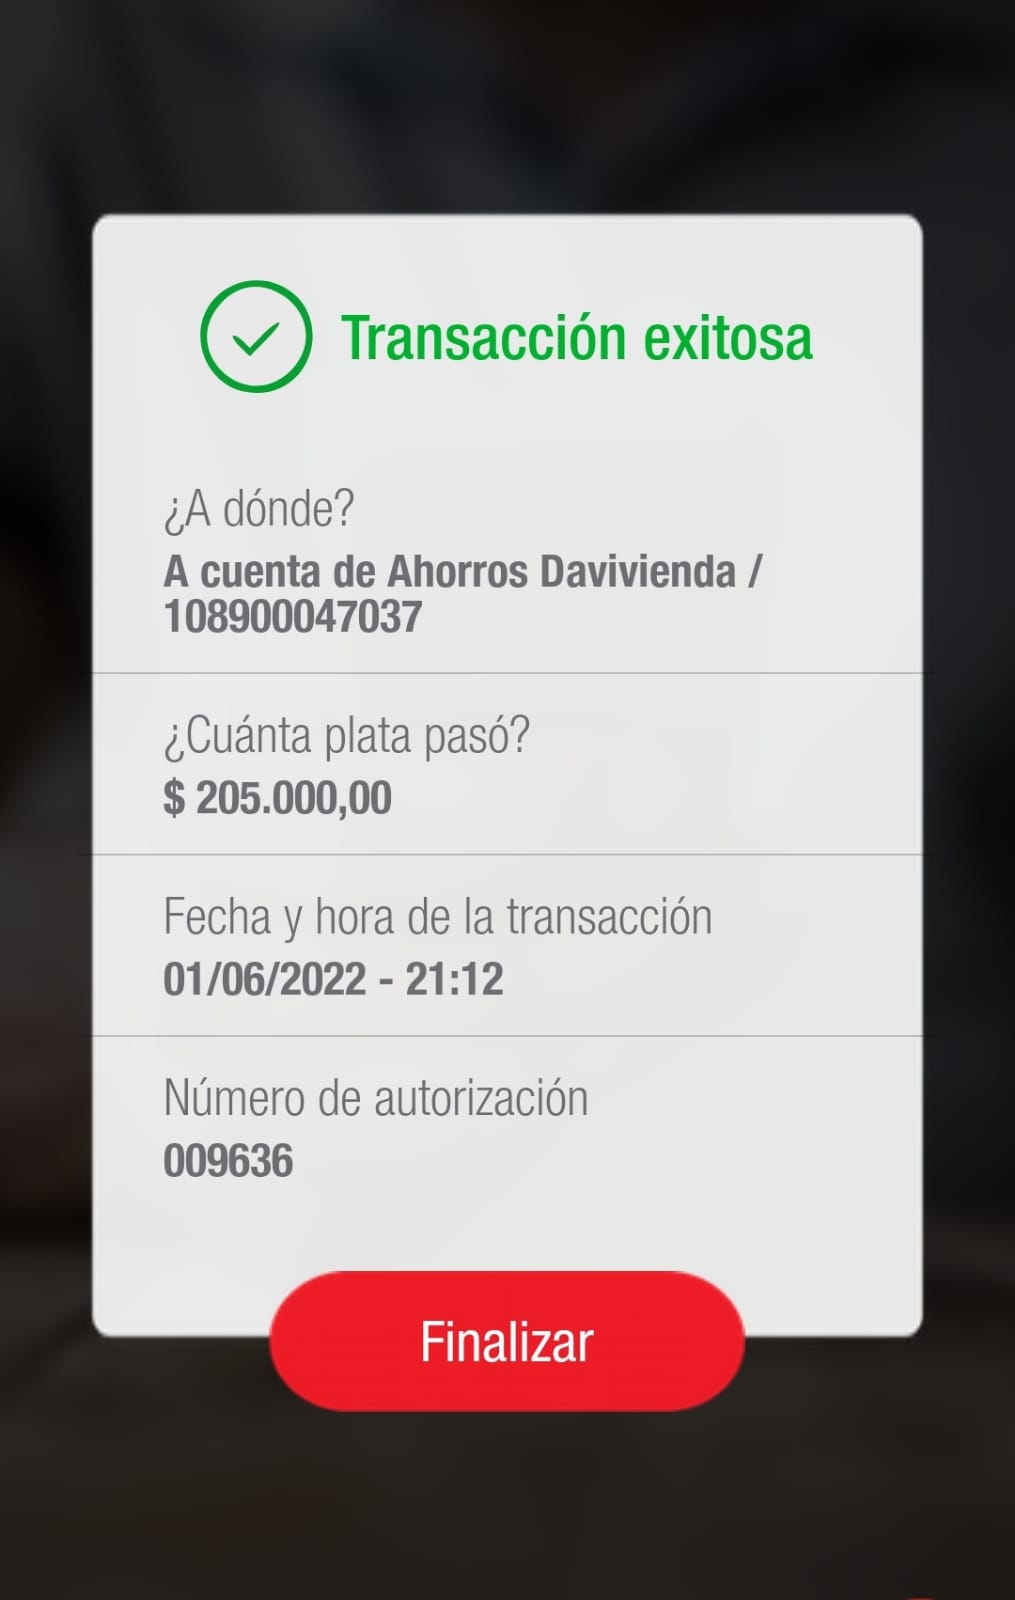 Transacción exitosa
¿A dónde?
A cuenta de Ahorros Davivienda /
108900047037
¿Cuánta plata pasó?
$ 205.000,00
Fecha y hora de la transacción
01/06/2022 - 21:12
Número de autorización
009636
Finalizar